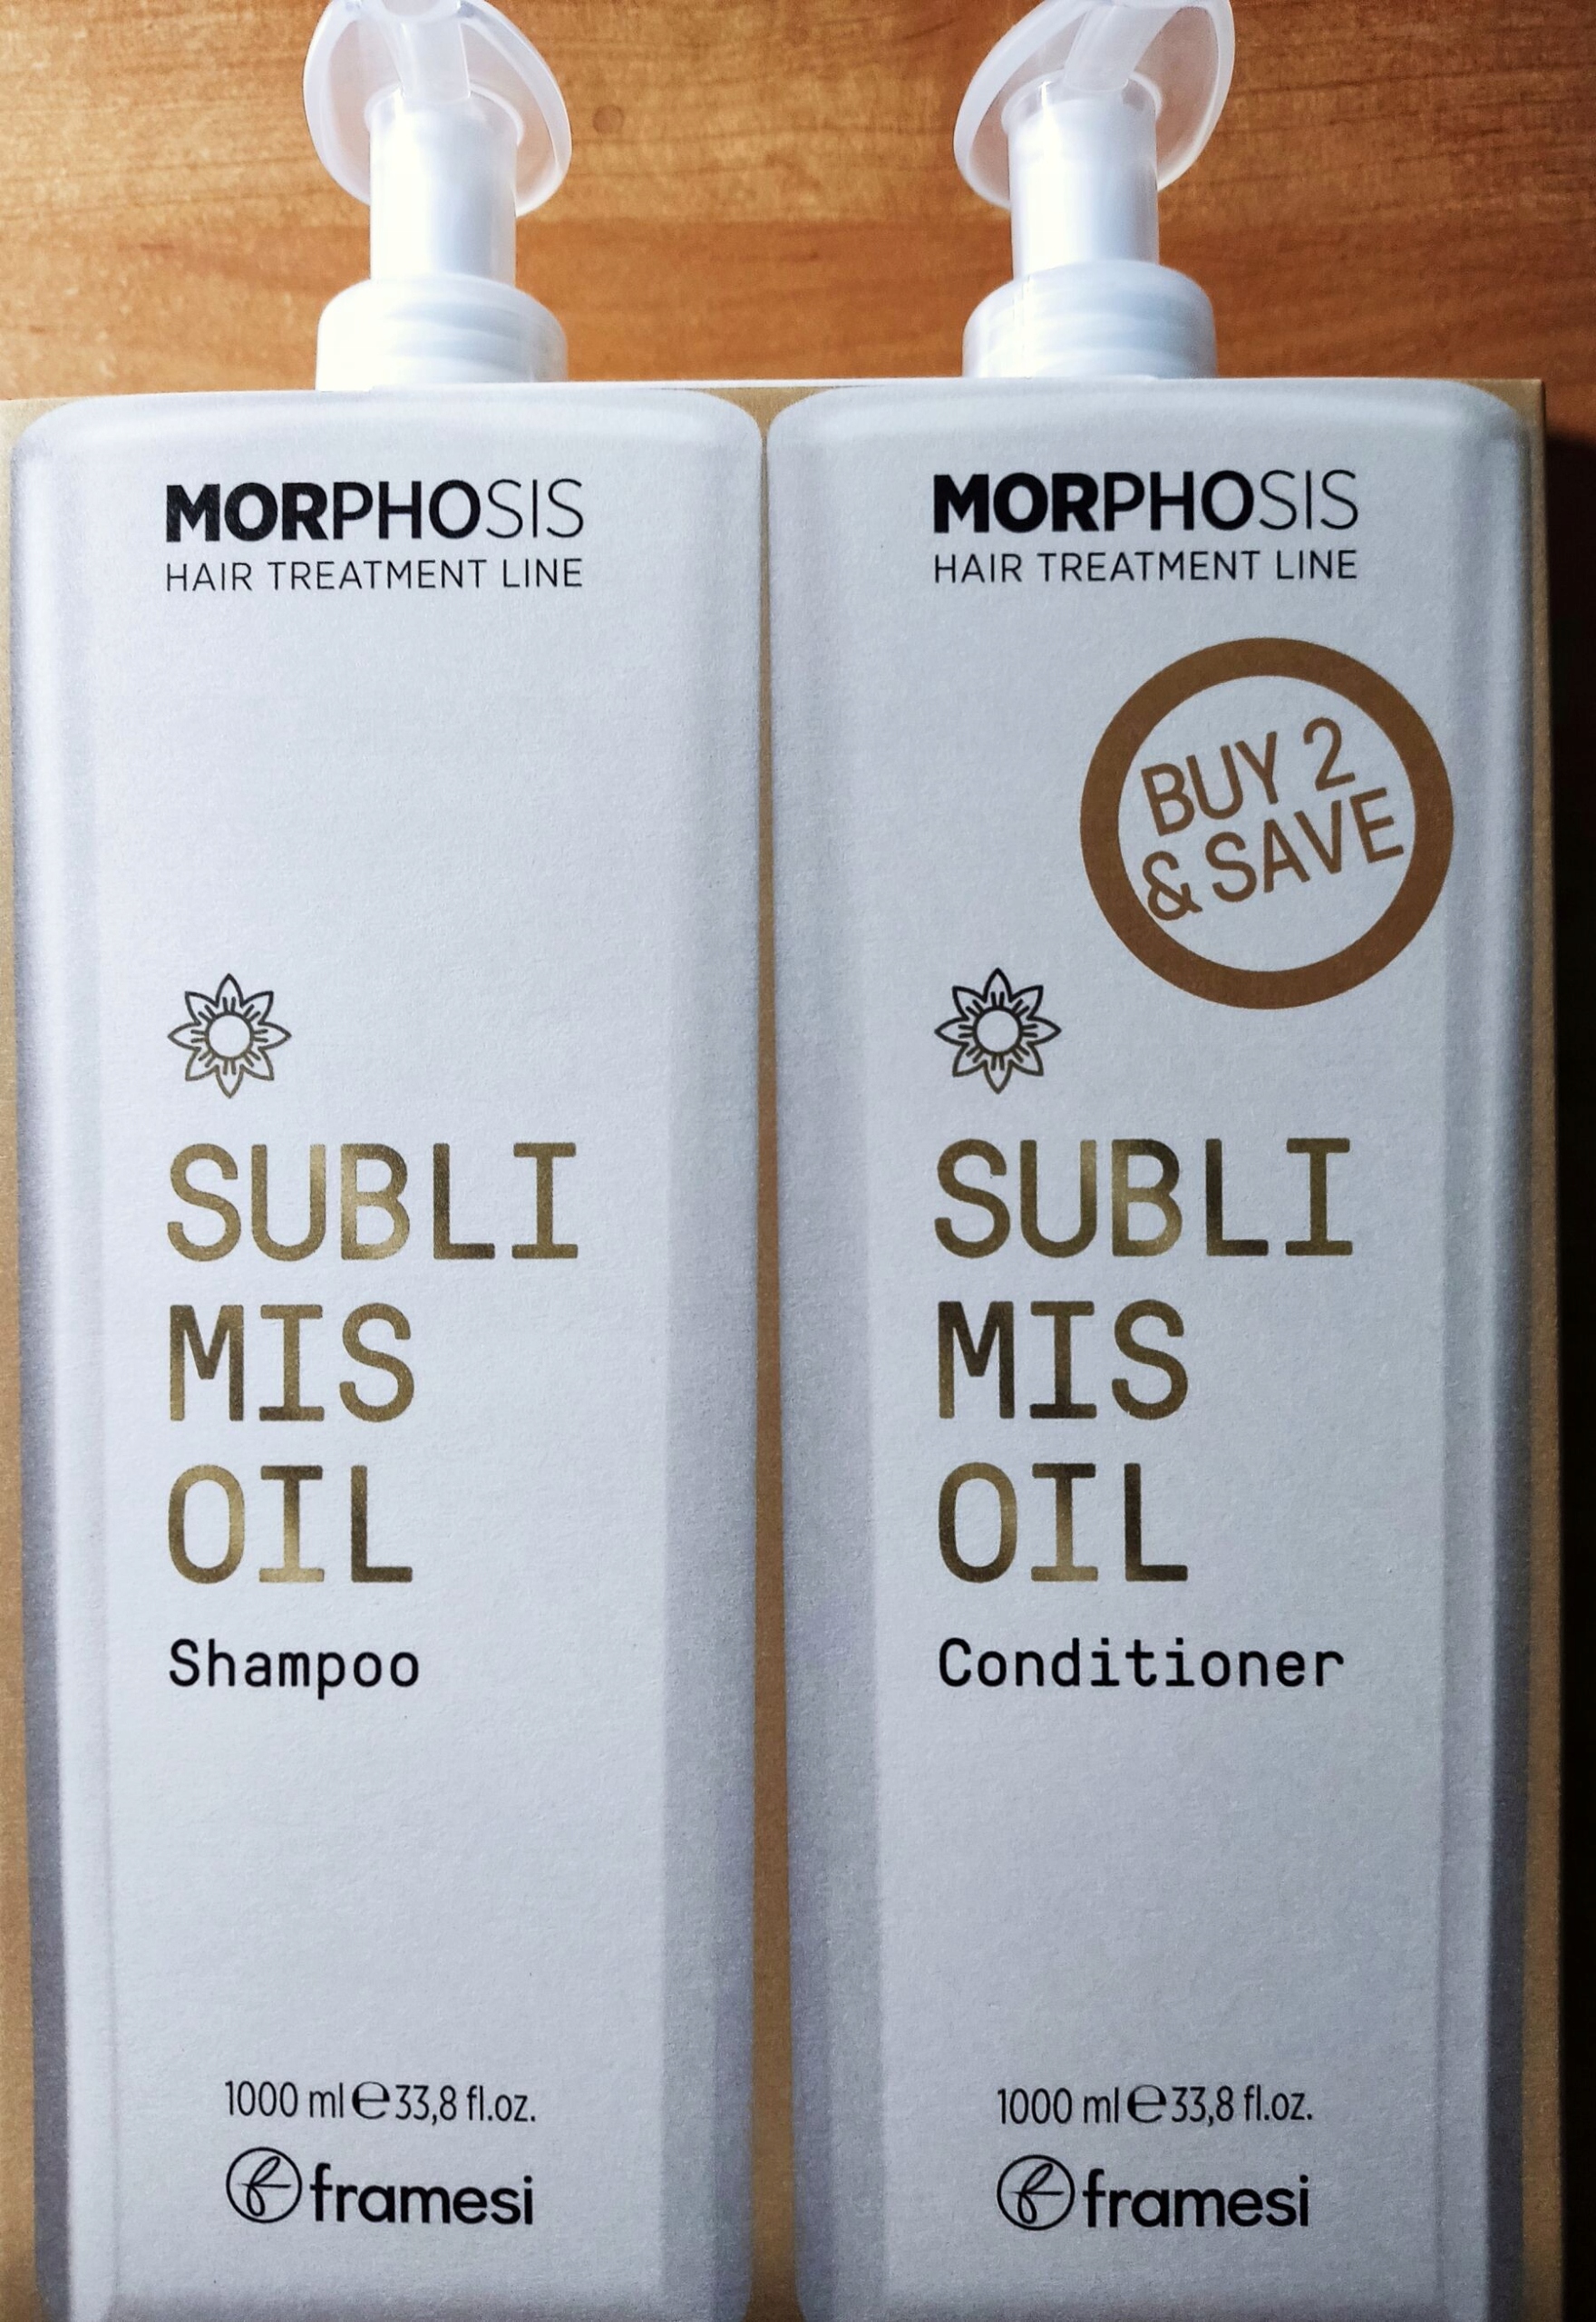 MORPHOSIS
HAIR TREATMENT LINE
SUBLI
MIS
OIL
Shampoo
1000 ml ℮ 33,8 fl.oz.
framesi
MORPHOSIS
HAIR TREATMENT LINE
BUY 2
& SAVE
SUBLI
MIS
OIL
Conditioner
1000 ml ℮ 33,8 fl.oz.
framesi